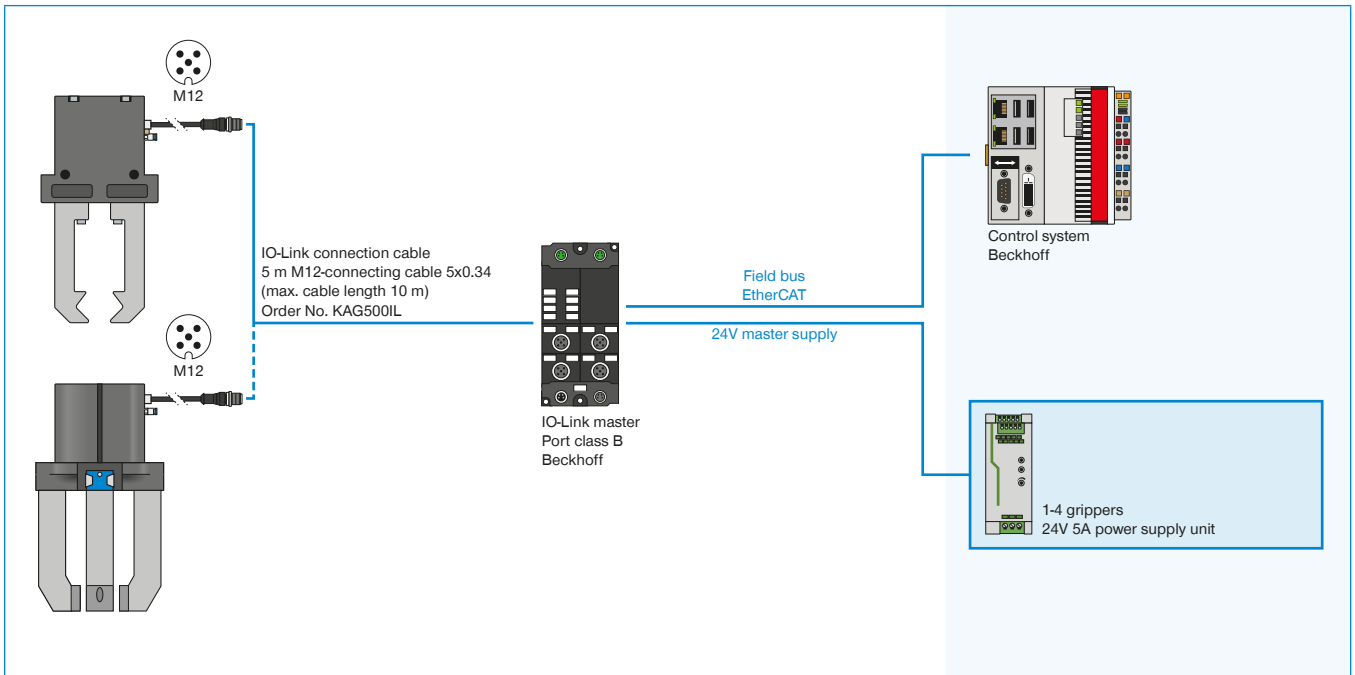 M12
IO-Link connection cable
5 m M12-connecting cable 5x0.34
(max. cable length 10 m)
Order No. KAG500IL
M12
IO-Link master
Port class B
Beckhoff
Field bus
EtherCAT
24V master supply
Control system
Beckhoff
1-4 grippers
24V 5A power supply unit